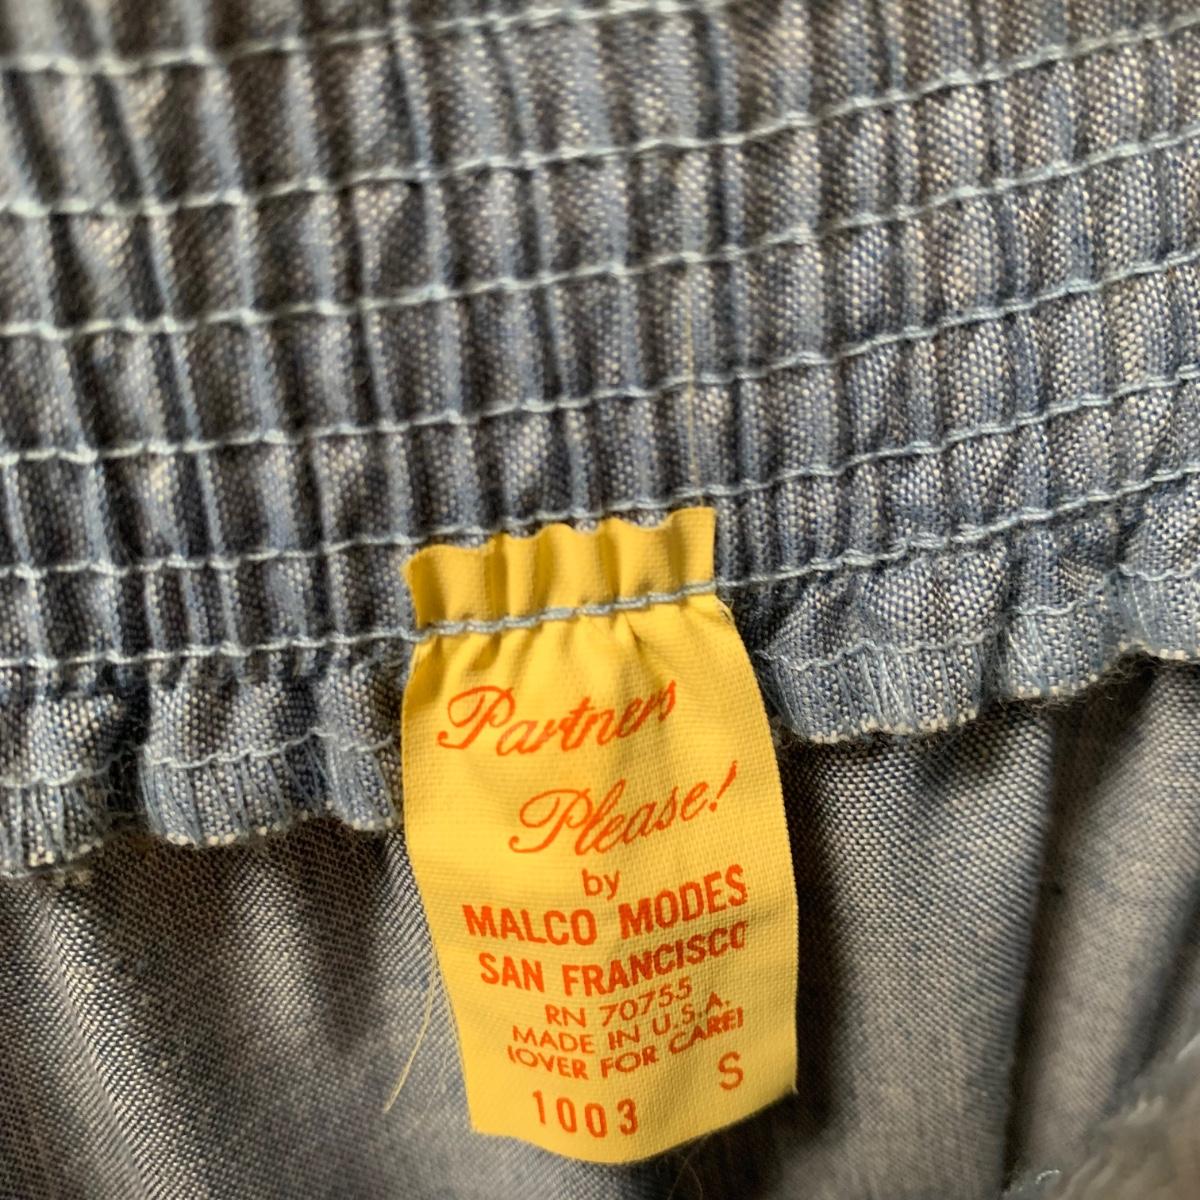 Partners
Please!
by
MALCO MODES
SAN FRANCISCO
RN 70755
MADE IN U.S.A.
(OVER FOR CARE)
S
1003